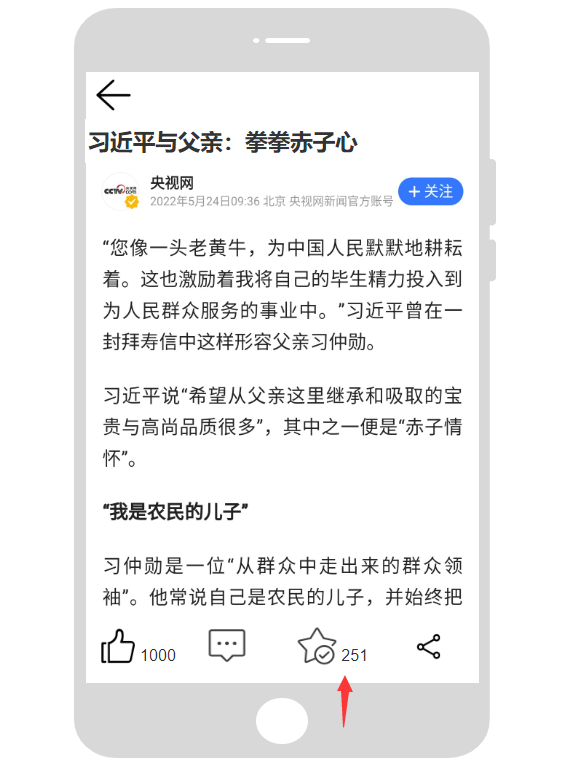 习近平与父亲：拳拳赤子心
央视网
2022年5月24日09:36 北京 央视网新闻官方账号
+ 关注
“您像一头老黄牛，为中国人民默默地耕耘
着。这也激励着我将自己的毕生精力投入到
为人民群众服务的事业中。”习近平曾在一
封拜寿信中这样形容父亲习仲勋。
习近平说“希望从父亲这里继承和吸取的宝
贵与高尚品质很多”，其中之一便是“赤子情
怀”。
“我是农民的儿子”
习仲勋是一位“从群众中走出来的群众领
袖”。他常说自己是农民的儿子，并始终把
1000
251